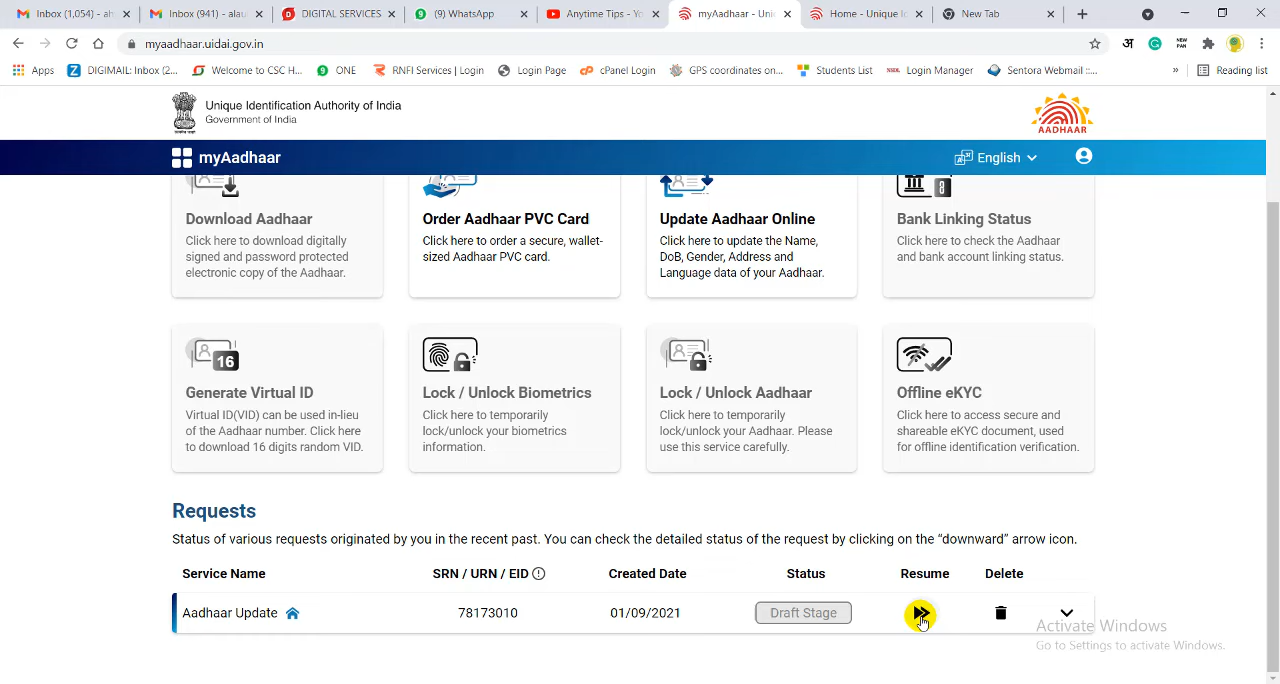 Inbox (1,054) - al
Inbox (941) - alau
DIGITAL SERVICES
(9) WhatsApp
Anytime Tips - Yo
myAadhaar - Uni
Home - Unique Id
New Tab
myaadhaar.uidai.gov.in
अ
NEW PAN
Apps
DIGIMAIL: Inbox (2...
Welcome to CSC H...
ONE
RNFI Services | Login
Login Page
cPanel Login
GPS coordinates on...
Students List
NSDL
Login Manager
Sentora Webmail ::...
»
Reading list
Unique Identification Authority of India
Government of India
AADHAAR
myAadhaar
English
Download Aadhaar
Click here to download digitally
signed and password protected
electronic copy of the Aadhaar.
Order Aadhaar PVC Card
Click here to order a secure, wallet-
sized Aadhaar PVC card.
Update Aadhaar Online
Click here to update the Name,
DoB, Gender, Address and
Language data of your Aadhaar.
Bank Linking Status
Click here to check the Aadhaar
and bank account linking status.
16
Generate Virtual ID
Virtual ID(VID) can be used in-lieu
of the Aadhaar number. Click here
to download 16 digits random VID.
Lock / Unlock Biometrics
Click here to temporarily
lock/unlock your biometrics
information.
Lock / Unlock Aadhaar
Click here to temporarily
lock/unlock your Aadhaar. Please
use this service carefully.
Offline eKYC
Click here to access secure and
shareable eKYC document, used
for offline identification verification.
Requests
Status of various requests originated by you in the recent past. You can check the detailed status of the request by clicking on the “downward” arrow icon.
Service Name SRN / URN / EID Created Date Status Resume Delete
Aadhaar Update 78173010 01/09/2021 Draft Stage
Activate Windows
Go to Settings to activate Windows.